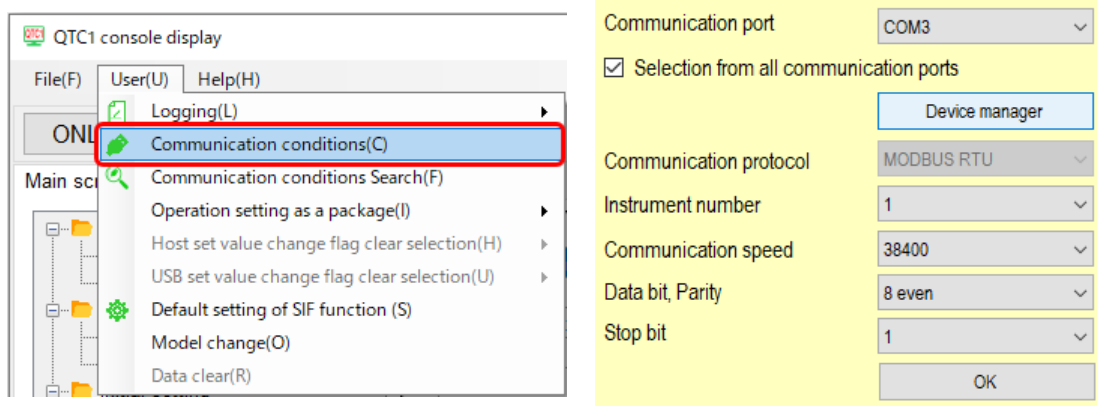 QTC1 console display
File(F) User(U) Help(H)
Logging(L)
Communication conditions(C)
Communication conditions Search(F)
Main
Operation setting as a package(I)
Host set value change flag clear selection(H)
USB set value change flag clear selection(U)
Default setting of SIF function (S)
Model change(O)
Data clear(R)
Communication port COM3
Selection from all communication ports
Device manager
Communication protocol MODBUS RTU
Instrument number 1
Communication speed 38400
Data bit, Parity 8 even
Stop bit 1
OK